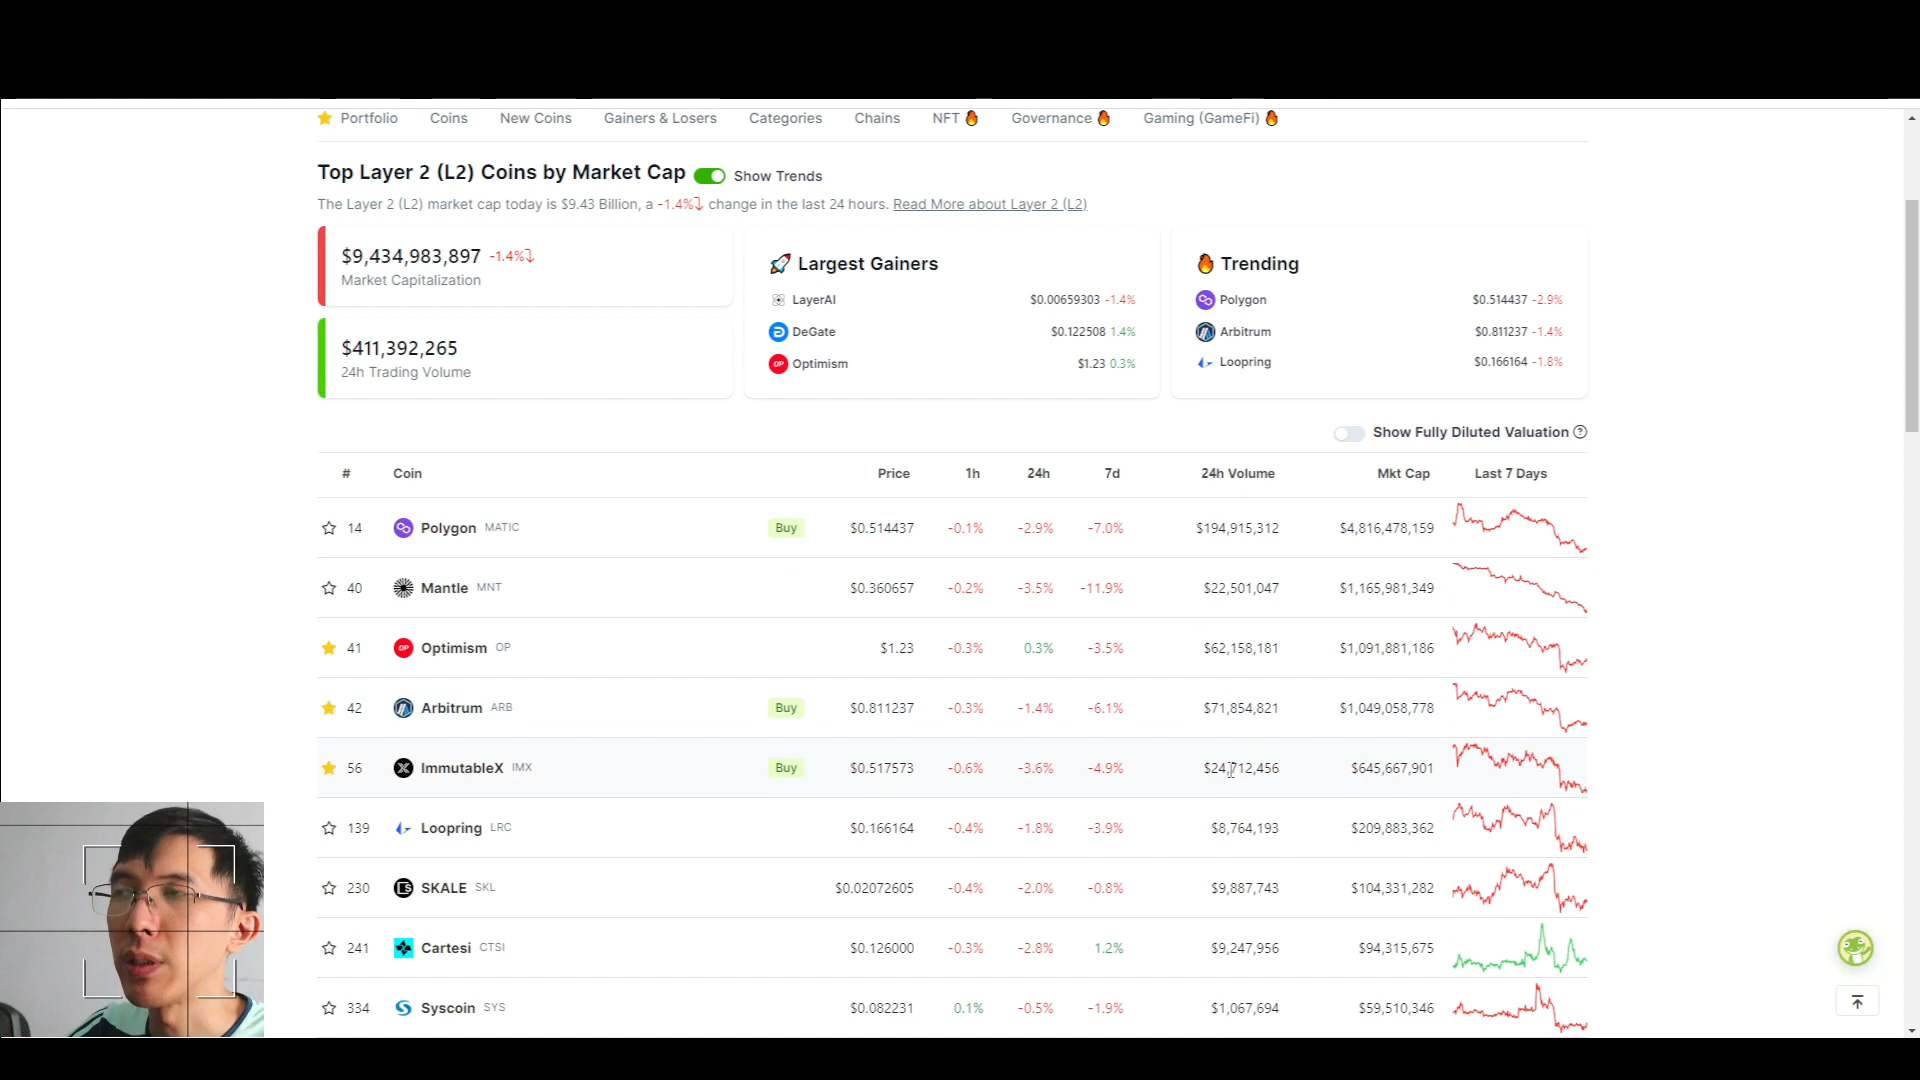 Portfolio Coins New Coins Gainers & Losers Categories Chains NFT Governance Gaming (GameFi)
Top Layer 2 (L2) Coins by Market Cap Show Trends
The Layer 2 (L2) market cap today is $9.43 Billion, a -1.4% change in the last 24 hours. Read More about Layer 2 (L2)
$9,434,983,897 -1.4%
Market Capitalization
$411,392,265
24h Trading Volume
Largest Gainers
LayerAI $0.00659303 -1.4%
DeGate $0.122508 1.4%
OP Optimism $1.23 0.3%
Trending
Polygon $0.514437 -2.9%
Arbitrum $0.811237 -1.4%
Loopring $0.166164 -1.8%
Show Fully Diluted Valuation ?
# Coin Price 1h 24h 7d 24h Volume Mkt Cap Last 7 Days
14 Polygon MATIC Buy $0.514437 -0.1% -2.9% -7.0% $194,915,312 $4,816,478,159
40 Mantle MNT $0.360657 -0.2% -3.5% -11.9% $22,501,047 $1,165,981,349
41 OP Optimism OP $1.23 -0.3% 0.3% -3.5% $62,158,181 $1,091,881,186
42 Arbitrum ARB Buy $0.811237 -0.3% -1.4% -6.1% $71,854,821 $1,049,058,778
56 ImmutableX IMX Buy $0.517573 -0.6% -3.6% -4.9% $24,712,456 $645,667,901
139 Loopring LRC $0.166164 -0.4% -1.8% -3.9% $8,764,193 $209,883,362
230 SKALE SKL $0.02072605 -0.4% -2.0% -0.8% $9,887,743 $104,331,282
241 Cartesi CTSI $0.126000 -0.3% -2.8% 1.2% $9,247,956 $94,315,675
334 Syscoin SYS $0.082231 0.1% -0.5% -1.9% $1,067,694 $59,510,346